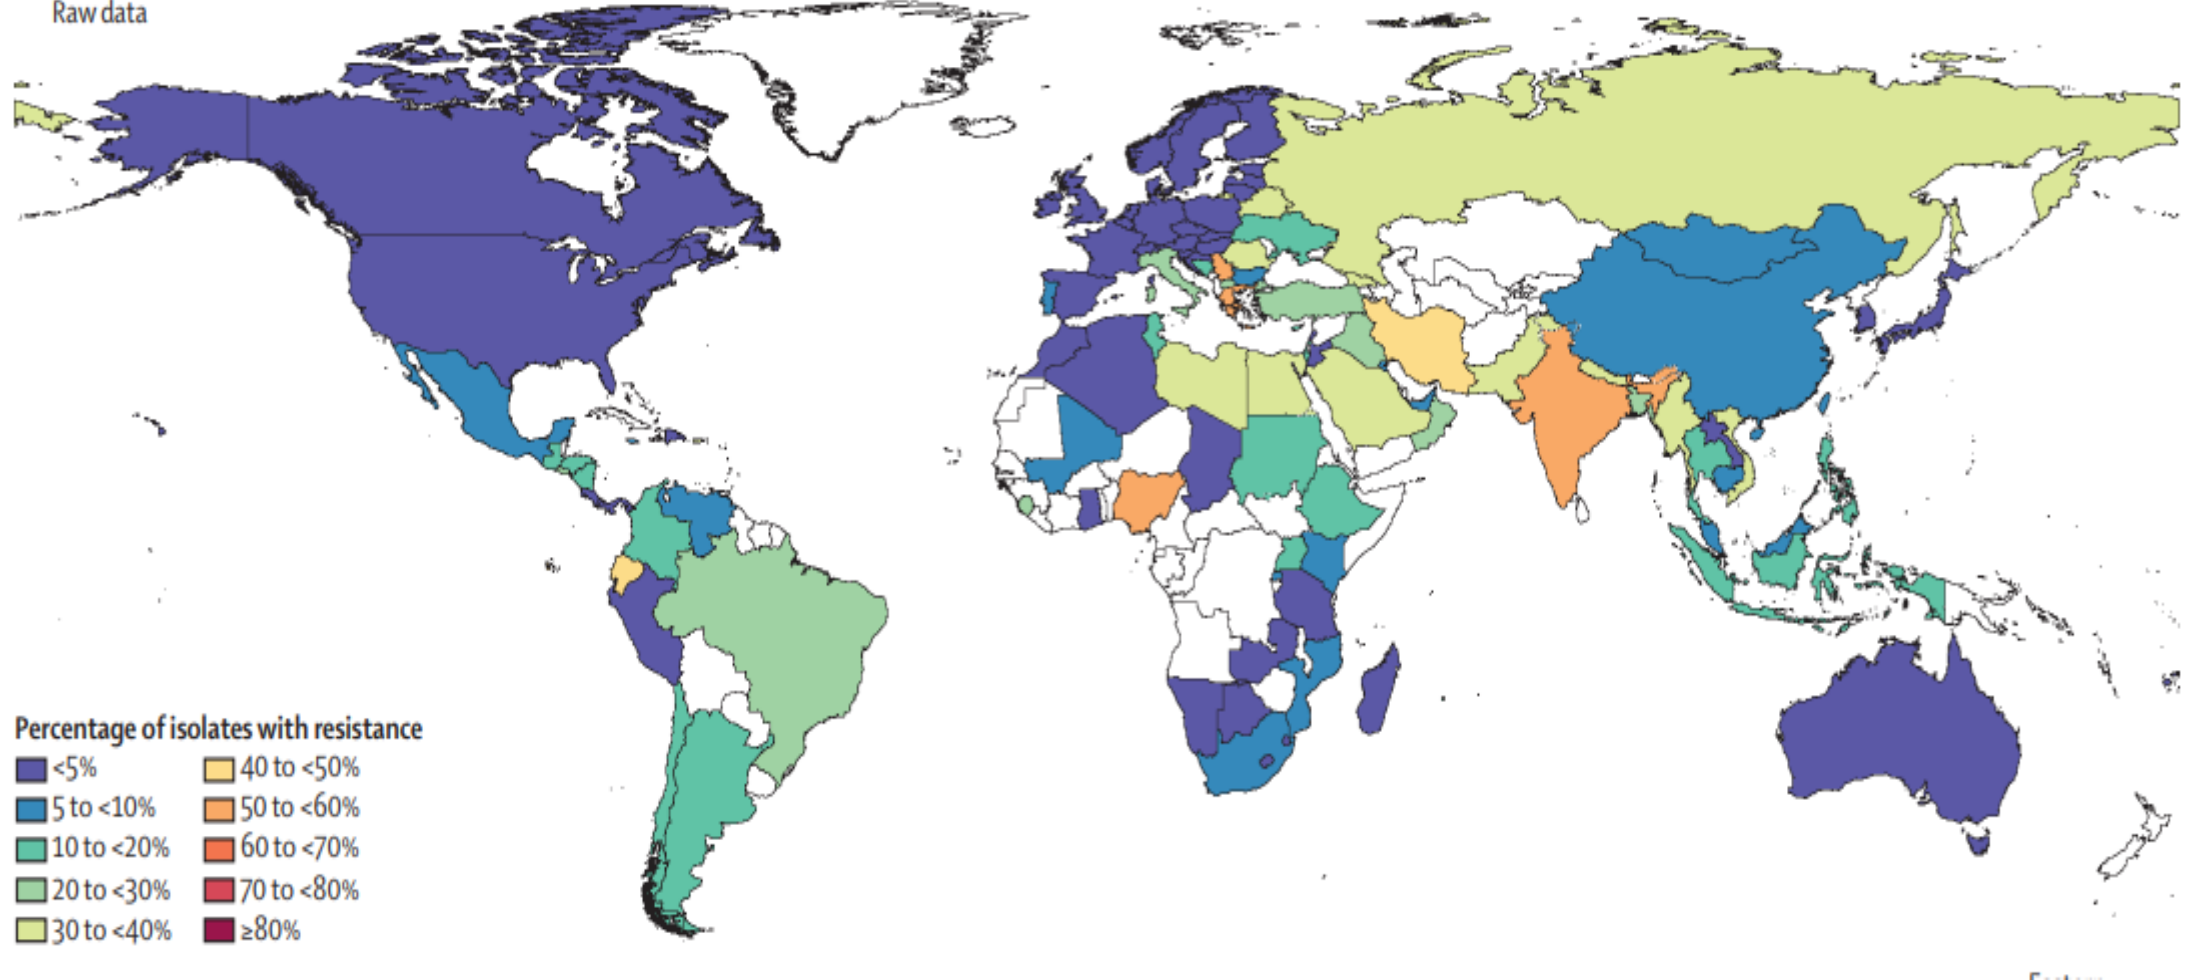 Raw data
Percentage of isolates with resistance
<5%
5 to <10%
10 to <20%
20 to <30%
30 to <40%
40 to <50%
50 to <60%
60 to <70%
70 to <80%
≥80%